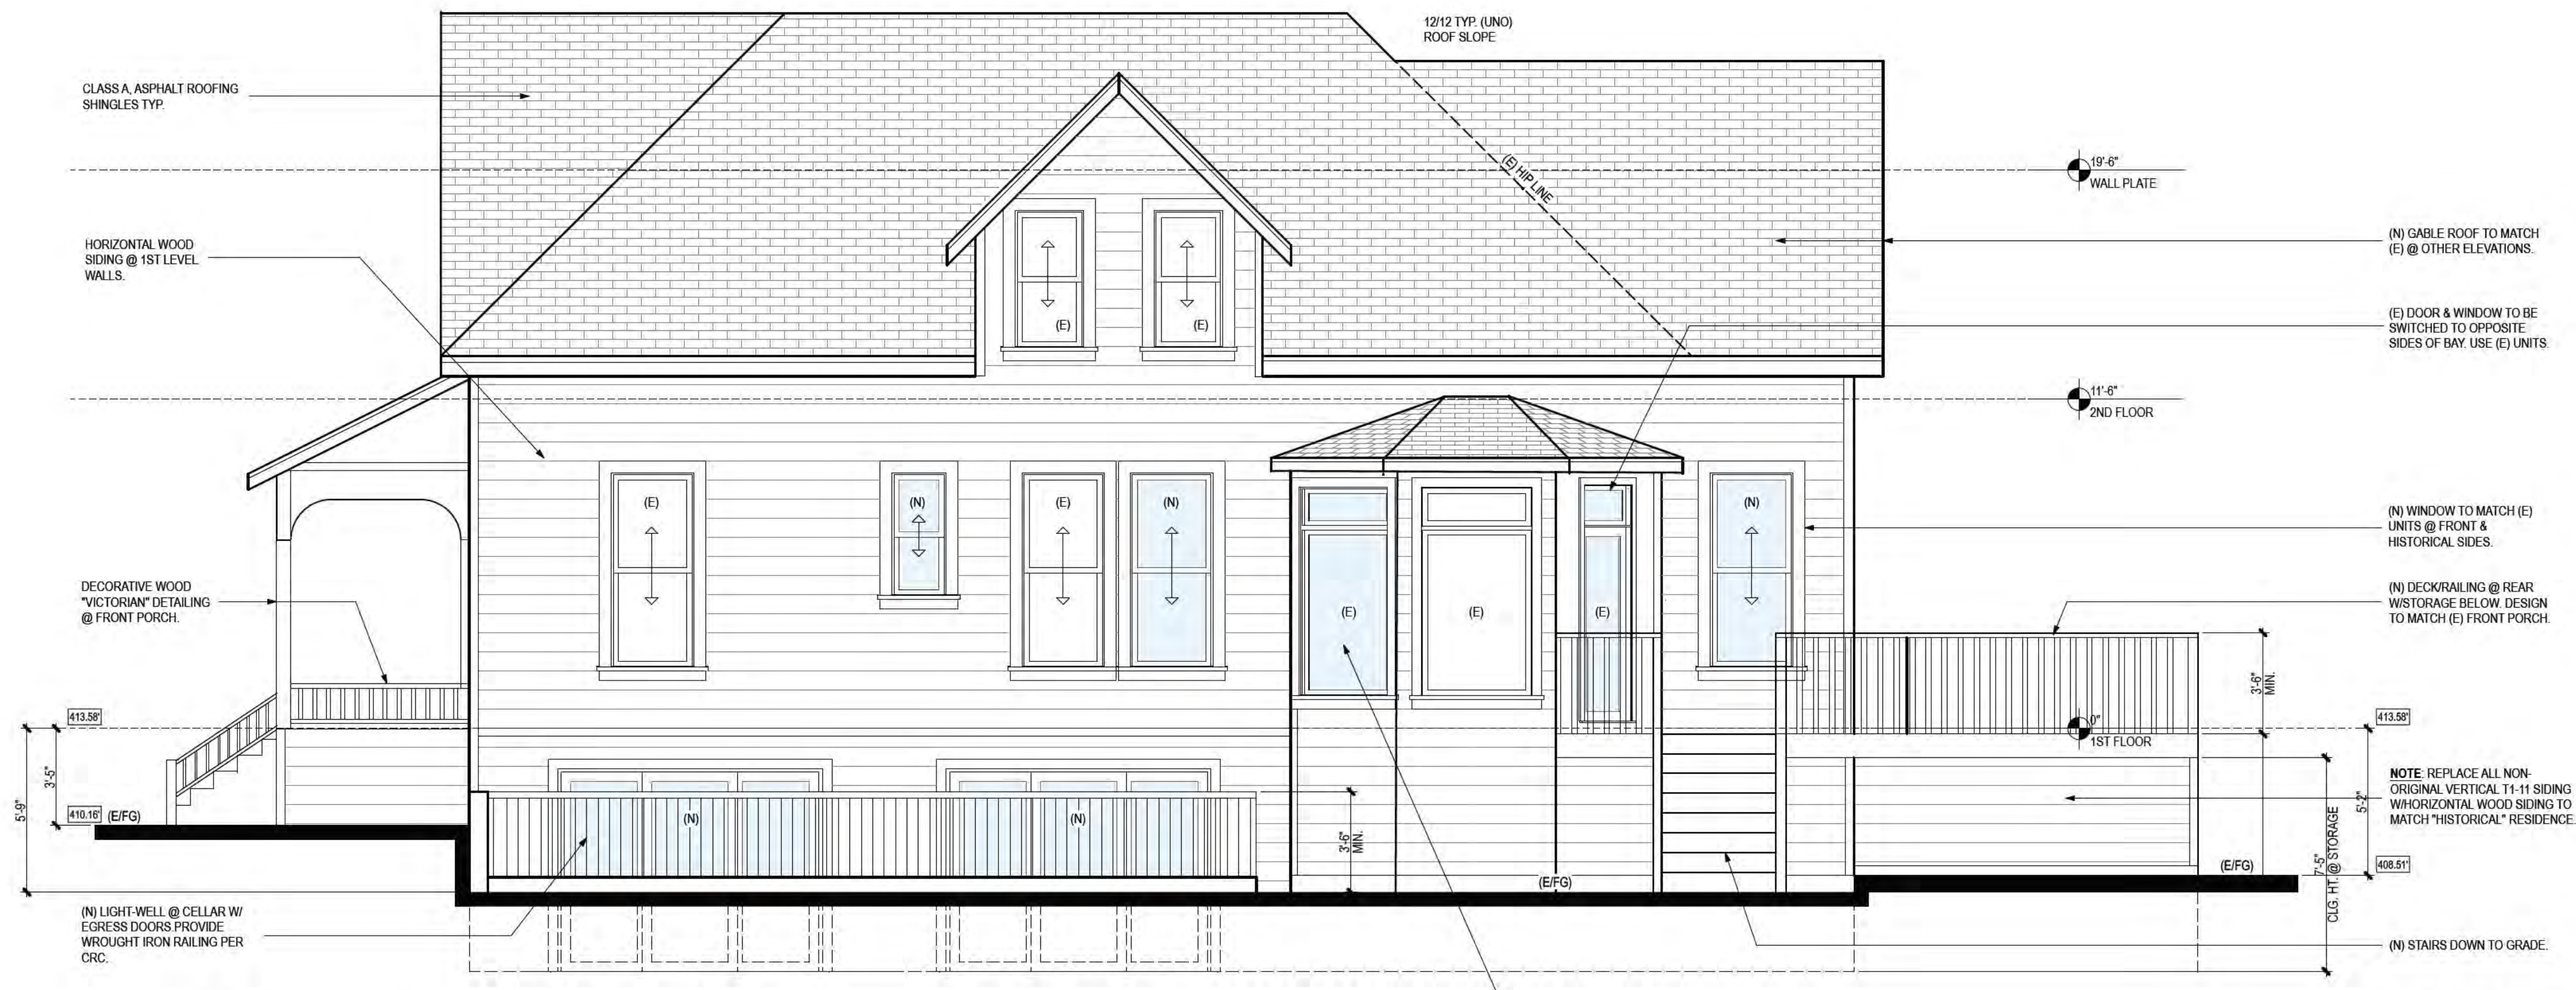 12/12 TYP. (UNO)
ROOF SLOPE
CLASS A, ASPHALT ROOFING
SHINGLES TYP.
(E) HIP LINE
19'-6"
WALL PLATE
HORIZONTAL WOOD
SIDING @ 1ST LEVEL
WALLS.
(N) GABLE ROOF TO MATCH
(E) @ OTHER ELEVATIONS.
(E)
(E)
(E) DOOR & WINDOW TO BE
SWITCHED TO OPPOSITE
SIDES OF BAY. USE (E) UNITS.
11'-6"
2ND FLOOR
(E)
(N)
(E)
(N)
(N)
(N) WINDOW TO MATCH (E)
UNITS @ FRONT &
HISTORICAL SIDES.
DECORATIVE WOOD
"VICTORIAN" DETAILING
@ FRONT PORCH.
(E)
(E)
(E)
(N) DECK/RAILING @ REAR
W/STORAGE BELOW. DESIGN
TO MATCH (E) FRONT PORCH.
3'-6"
MIN.
413.58'
0"
1ST FLOOR
413.58'
5'-9"
3'-5"
410.16' (E/FG)
(N)
(N)
3'-6"
MIN.
(E/FG)
(E/FG)
5'-2"
408.51'
7'-5"
CLG. HT. @ STORAGE
NOTE: REPLACE ALL NON-
ORIGINAL VERTICAL T1-11 SIDING
W/HORIZONTAL WOOD SIDING TO
MATCH "HISTORICAL" RESIDENCE.
(N) LIGHT-WELL @ CELLAR W/
EGRESS DOORS.PROVIDE
WROUGHT IRON RAILING PER
CRC.
(N) STAIRS DOWN TO GRADE.